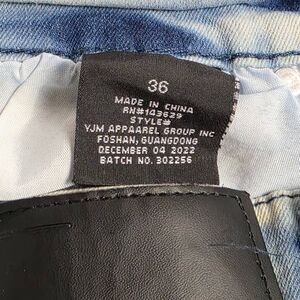 36
MADE IN CHINA
RN#143629
STYLE#
YJM APPAAREL GROUP INC
FOSHAN, GUANGDONG
DECEMBER 04 2022
BATCH NO. 302256